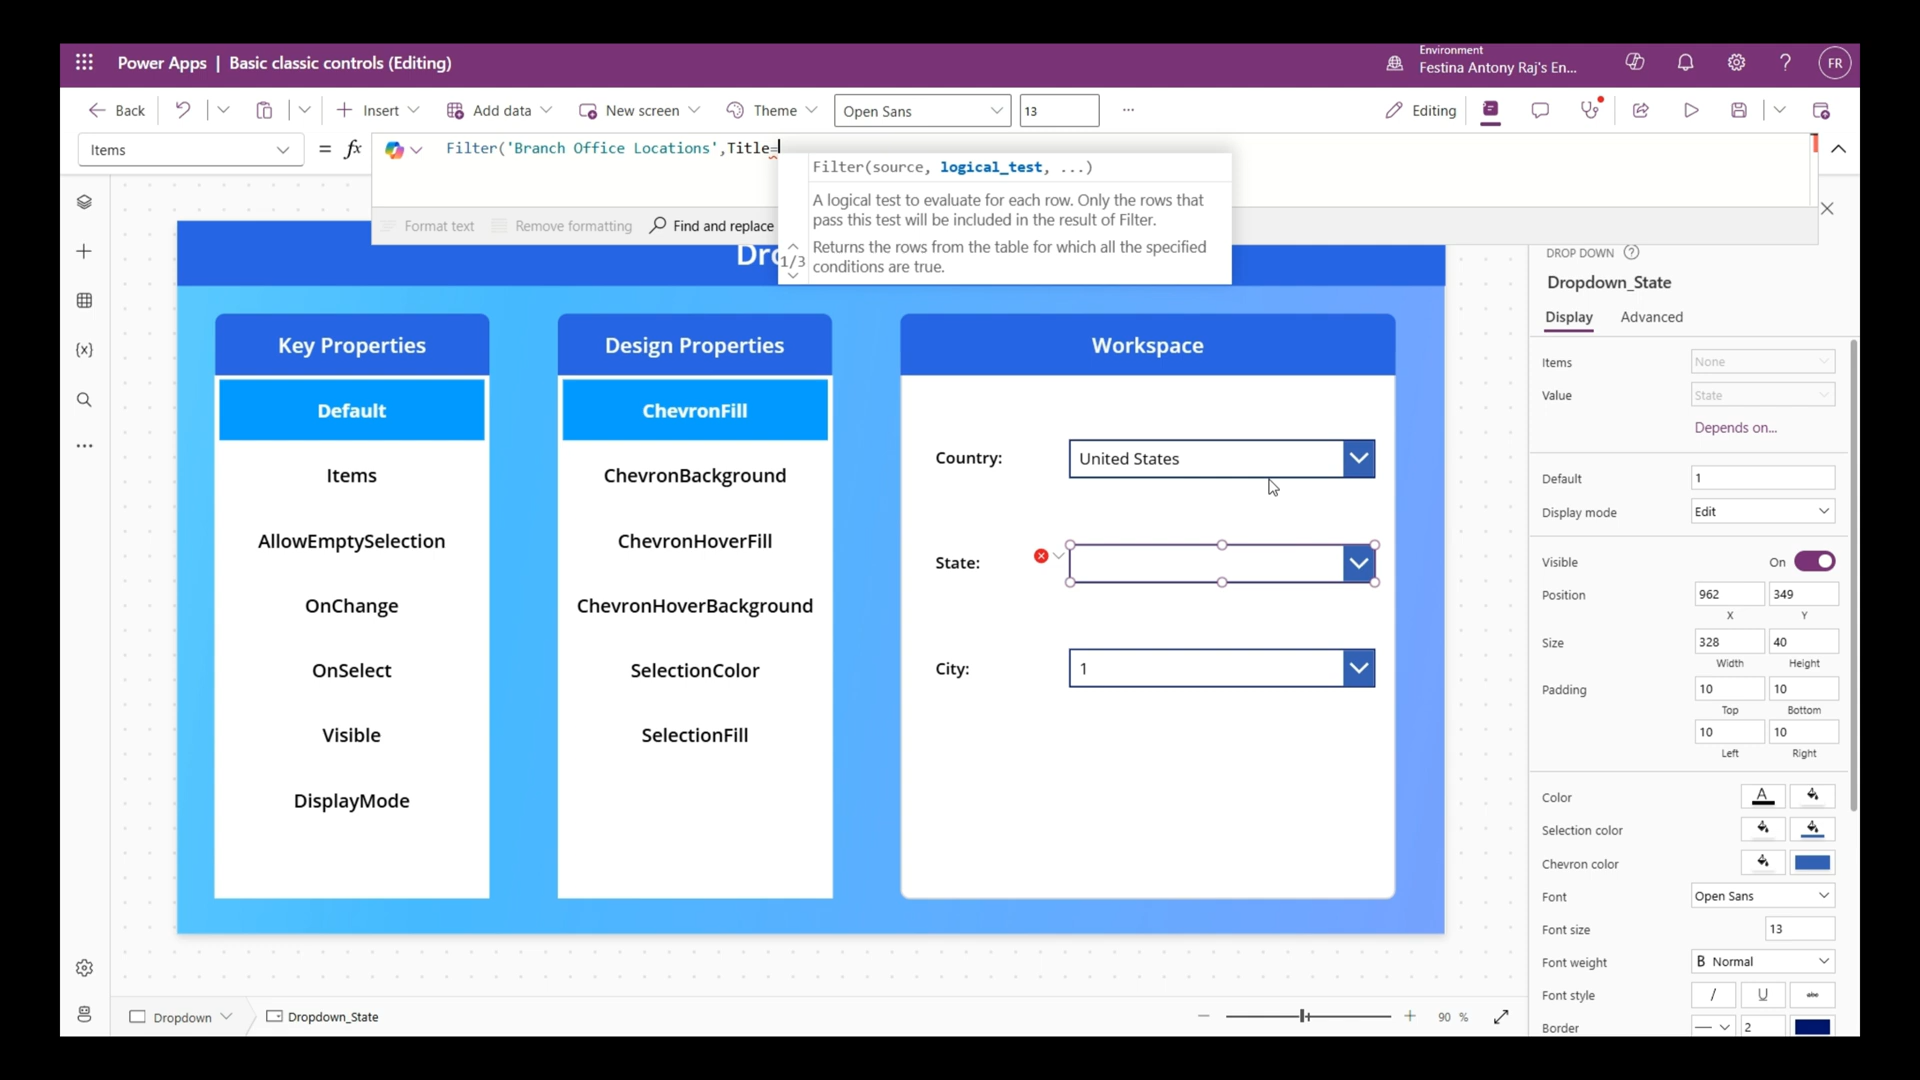 Power Apps | Basic classic controls (Editing)
Environment
Festina Antony Raj's En...
FR
Back
Insert
Add data
New screen
Theme
Open Sans
13
...
Editing
Items
= fx
Filter('Branch Office Locations',Title=
Filter(source, logical_test, ...)
A logical test to evaluate for each row. Only the rows that
pass this test will be included in the result of Filter.
1/3
Returns the rows from the table for which all the specified
conditions are true.
Format text
Remove formatting
Find and replace
Key Properties
Default
Items
AllowEmptySelection
OnChange
OnSelect
Visible
DisplayMode
Design Properties
ChevronFill
ChevronBackground
ChevronHoverFill
ChevronHoverBackground
SelectionColor
SelectionFill
Workspace
Country:
United States
State:
City:
1
DROP DOWN
Dropdown_State
Display
Advanced
Items
None
Value
State
Depends on...
Default
1
Display mode
Edit
Visible
On
Position
962
349
X
Y
Size
328
40
Width
Height
Padding
10
10
Top
Bottom
10
10
Left
Right
Color
A
Selection color
Chevron color
Font
Open Sans
Font size
13
Font weight
B Normal
Font style
/
U
abc
Border
2
Dropdown
Dropdown_State
90 %